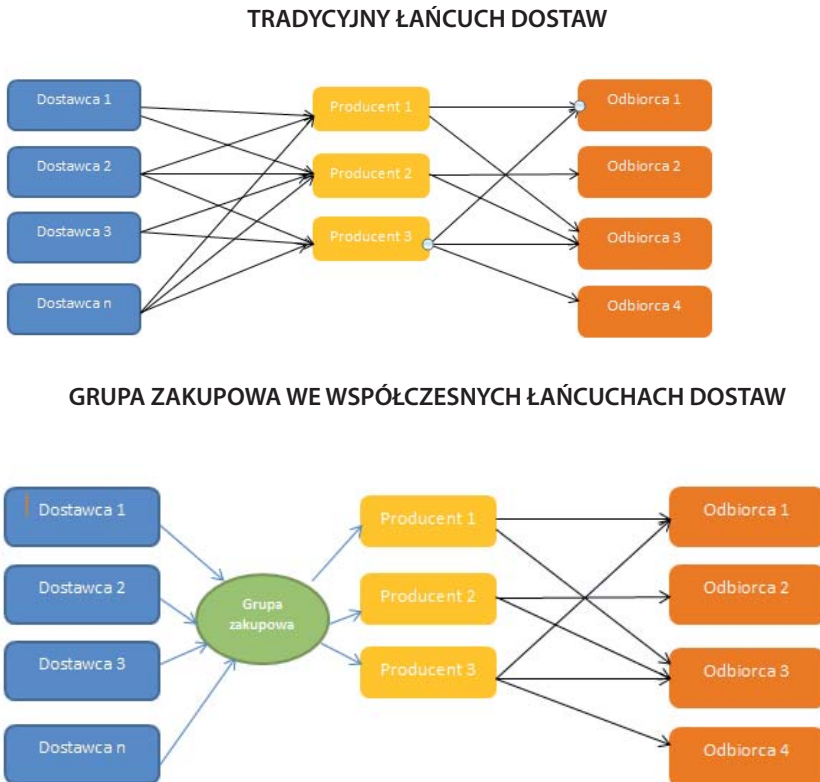 TRADYCYJNY ŁAŃCUCH DOSTAW
Dostawca 1
Producent 1
Odbiorca 1
Dostawca 2
Producent 2
Odbiorca 2
Dostawca 3
Producent 3
Odbiorca 3
Dostawca n
Odbiorca 4
GRUPA ZAKUPOWA WE WSPÓŁCZESNYCH ŁAŃCUCHACH DOSTAW
Dostawca 1
Producent 1
Odbiorca 1
Dostawca 2
Grupa
zakupowa
Producent 2
Odbiorca 2
Dostawca 3
Producent 3
Odbiorca 3
Dostawca n
Odbiorca 4